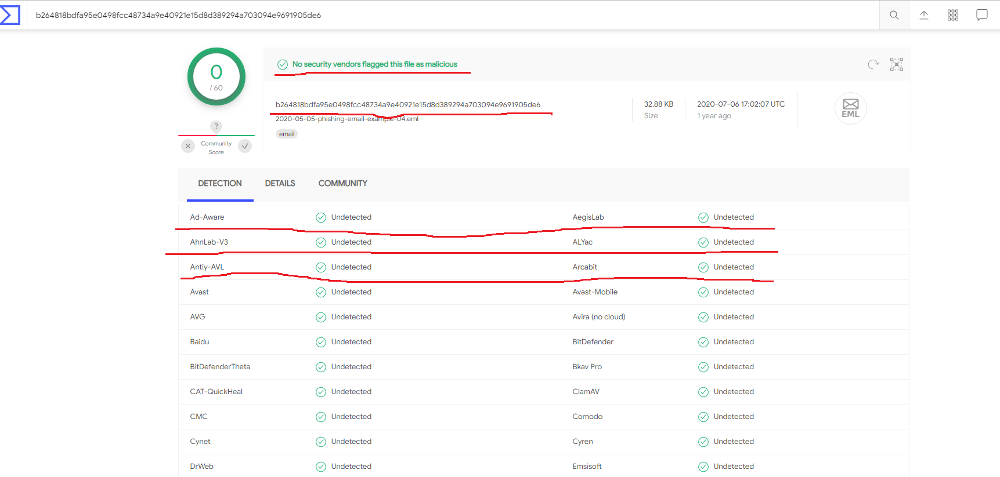 b264818bdfa95e0498fcc48734a9e40921e15d8d389294a703094e9691905de6
0
/ 60
?
Community
Score
No security vendors flagged this file as malicious
b264818bdfa95e0498fcc48734a9e40921e15d8d389294a703094e9691905de6
2020-05-05-phishing-email-example-04.eml
email
32.88 KB
Size
2020-07-06 17:02:07 UTC
1 year ago
EML
DETECTION DETAILS COMMUNITY
Ad-Aware Undetected AegisLab Undetected
AhnLab-V3 Undetected ALYac Undetected
Antiy-AVL Undetected Arcabit Undetected
Avast Undetected Avast-Mobile Undetected
AVG Undetected Avira (no cloud) Undetected
Baidu Undetected BitDefender Undetected
BitDefenderTheta Undetected Bkav Pro Undetected
CAT-QuickHeal Undetected ClamAV Undetected
CMC Undetected Comodo Undetected
Cynet Undetected Cyren Undetected
DrWeb Undetected Emsisoft Undetected